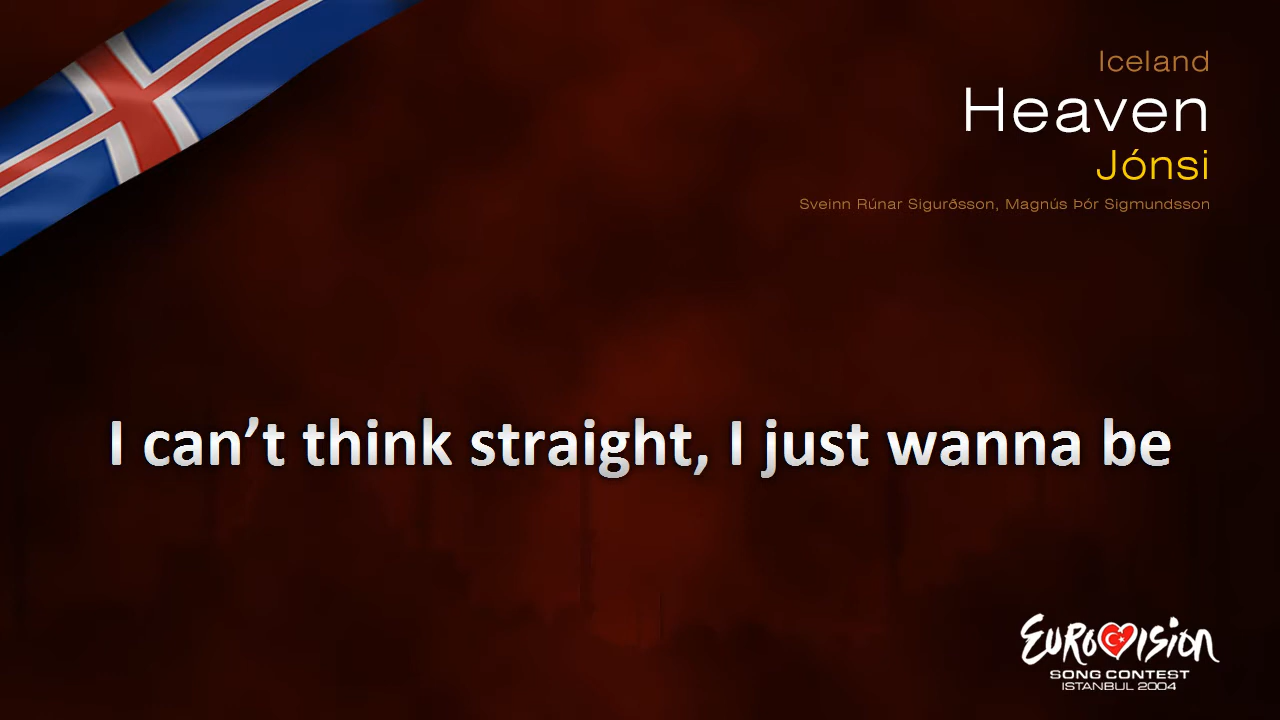 Iceland
Heaven
Jónsi
Sveinn Rúnar Sigurðsson, Magnús Þór Sigmundsson
I can’t think straight, I just wanna be
EUROVISION
SONG CONTEST
ISTANBUL 2004